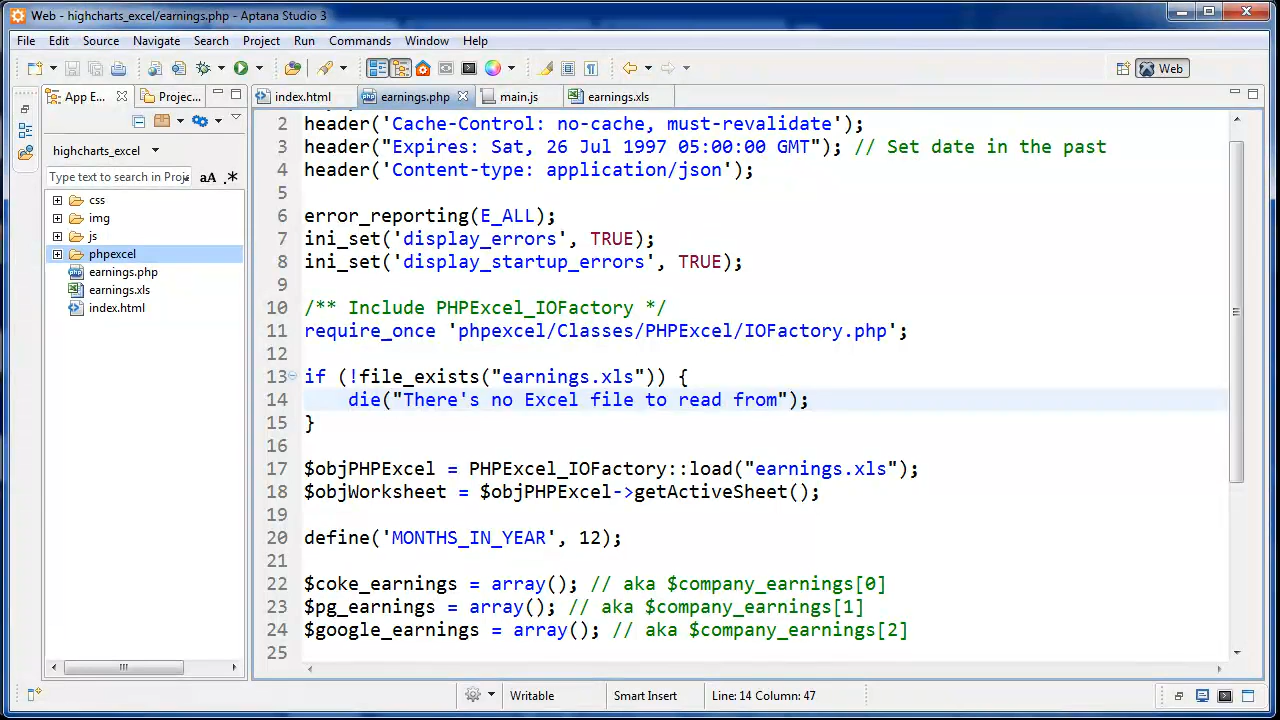 Web - highcharts_excel/earnings.php - Aptana Studio 3
File Edit Source Navigate Search Project Run Commands Window Help
Web
App E... Projec...
index.html earnings.php main.js earnings.xls
highcharts_excel
Type text to search in Proje
aA .*
css
img
js
phpexcel
earnings.php
earnings.xls
index.html
2 header('Cache-Control: no-cache, must-revalidate');
3 header("Expires: Sat, 26 Jul 1997 05:00:00 GMT"); // Set date in the past
4 header('Content-type: application/json');
5
6 error_reporting(E_ALL);
7 ini_set('display_errors', TRUE);
8 ini_set('display_startup_errors', TRUE);
9
10 /** Include PHPExcel_IOFactory */
11 require_once 'phpexcel/Classes/PHPExcel/IOFactory.php';
12
13 if (!file_exists("earnings.xls")) {
14 die("There's no Excel file to read from");
15 }
16
17 $objPHPExcel = PHPExcel_IOFactory::load("earnings.xls");
18 $objWorksheet = $objPHPExcel->getActiveSheet();
19
20 define('MONTHS_IN_YEAR', 12);
21
22 $coke_earnings = array(); // aka $company_earnings[0]
23 $pg_earnings = array(); // aka $company_earnings[1]
24 $google_earnings = array(); // aka $company_earnings[2]
25
Writable Smart Insert Line: 14 Column: 47